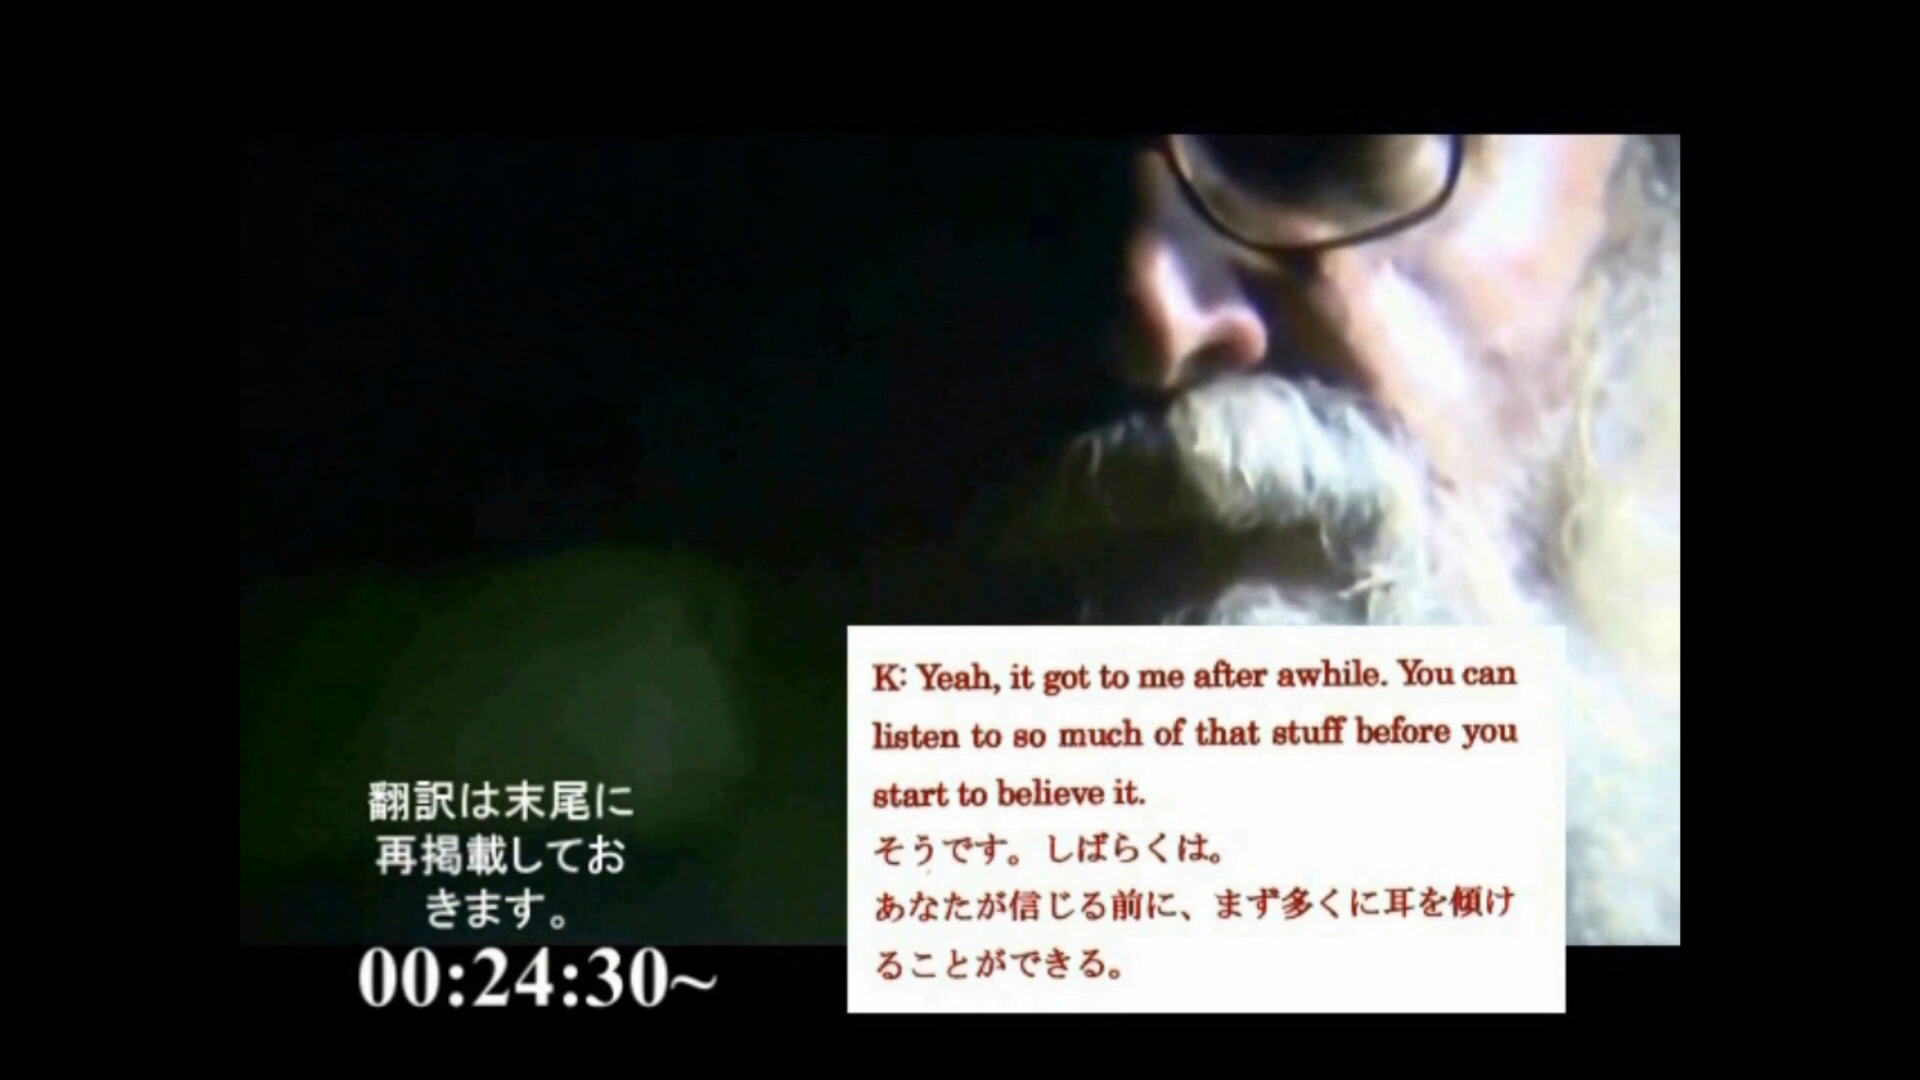 翻訳は末尾に
再掲載してお
きます。
00:24:30~
K: Yeah, it got to me after awhile. You can
listen to so much of that stuff before you
start to believe it.
そうです。しばらくは。
あなたが信じる前に、まず多くに耳を傾け
ることができる。